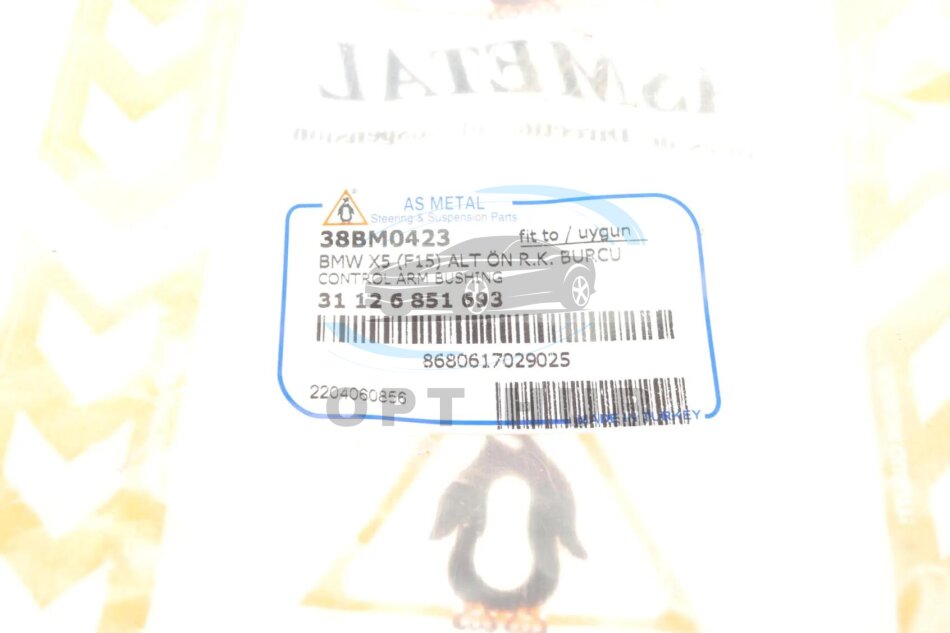 METAL
AS METAL
Steering & Suspension Parts
38BM0423
fit to / uygun
BMW X5 (F15) ALT ÖN R.K. BURCU
CONTROL ARM BUSHING
31 12 6 851 693
8680617029025
2204060856
MADE IN TURKEY